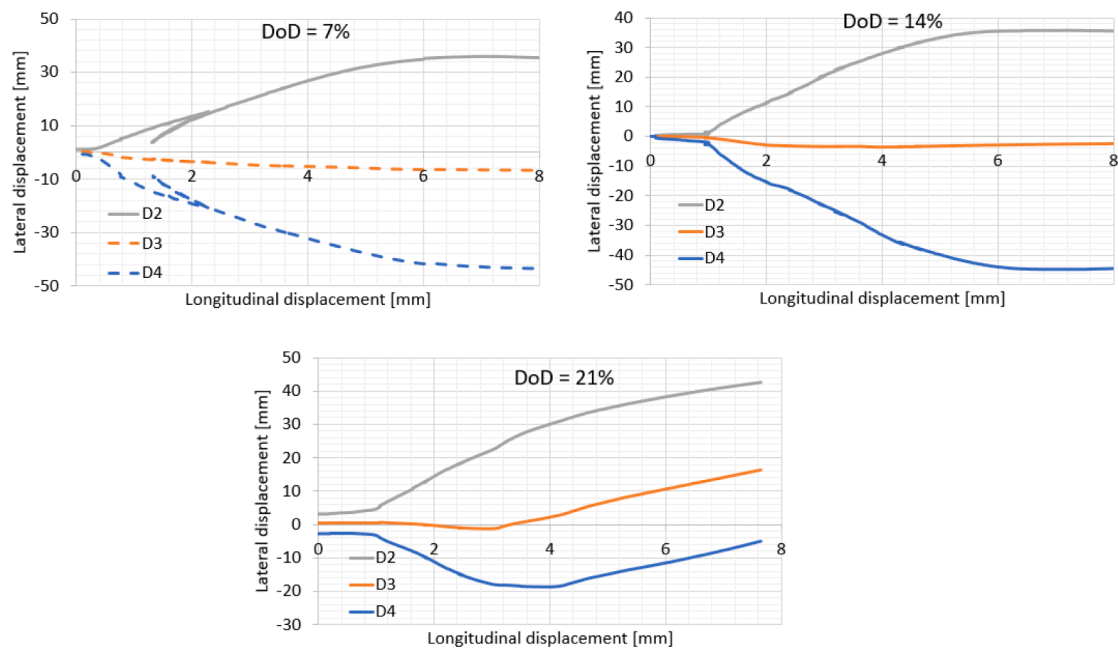 DoD = 7%
Lateral displacement [mm]
50
30
10
-10
-30
-50
0
2
4
6
8
D2
D3
D4
Longitudinal displacement [mm]
DoD = 14%
Lateral displacement [mm]
40
30
20
10
0
-10
-20
-30
-40
-50
0
2
4
6
8
D2
D3
D4
Longitudinal displacement [mm]
DoD = 21%
Lateral displacement [mm]
50
40
30
20
10
0
-10
-20
-30
0
2
4
6
8
D2
D3
D4
Longitudinal displacement [mm]